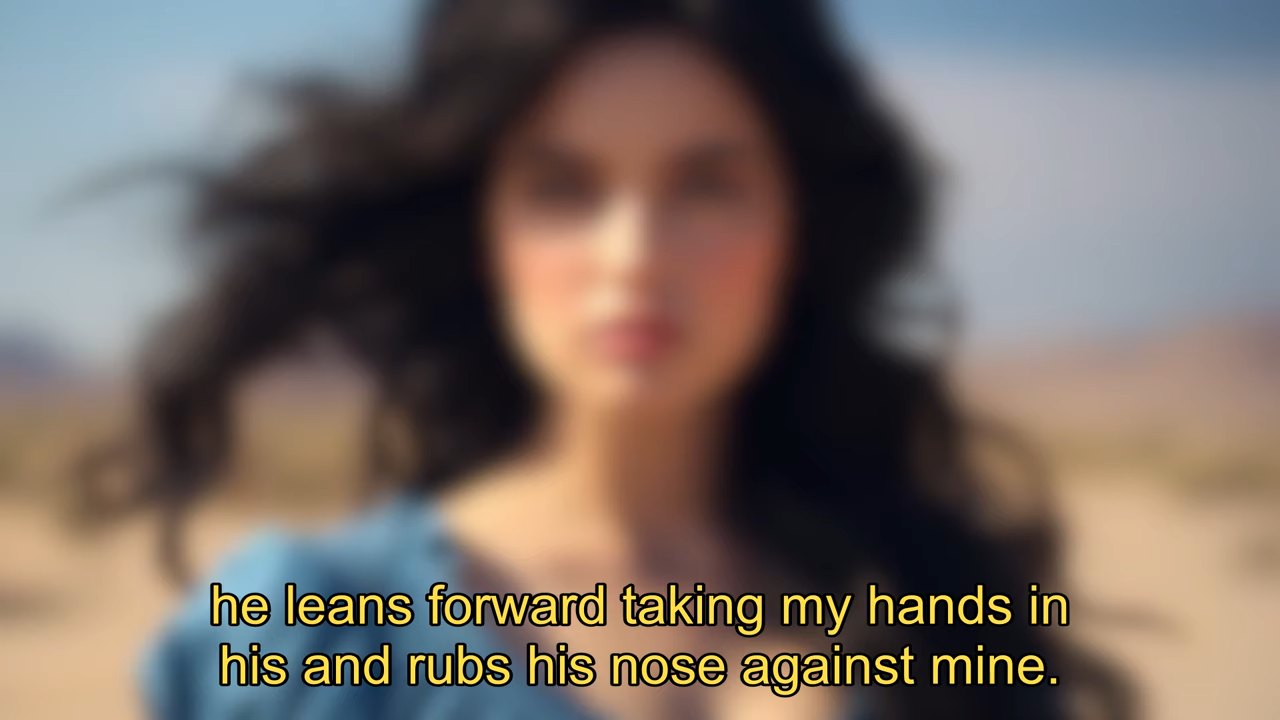 he leans forward taking my hands in
his and rubs his nose against mine.